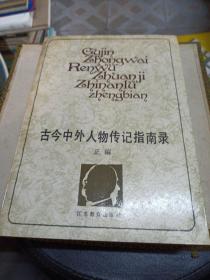 Gujin
Zhongwai
Renwu
Zhuanji
Zhinanlu
zhengbian
古今中外人物传记指南录
正编
江苏教育出版社